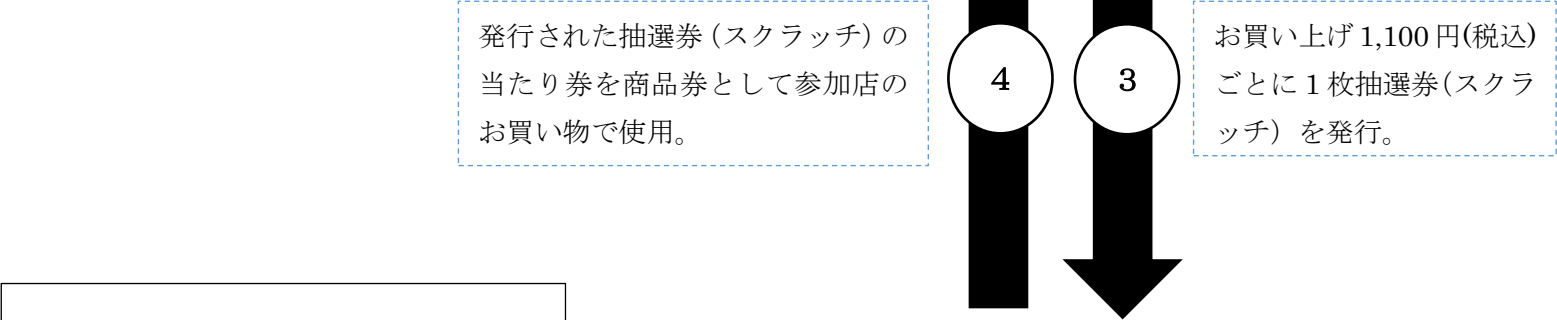 発行された抽選券（スクラッチ）の
当たり券を商品券として参加店の
お買い物で使用。
4
3
お買い上げ 1,100 円(税込)
ごとに 1 枚抽選券（スクラ
ッチ）を発行。